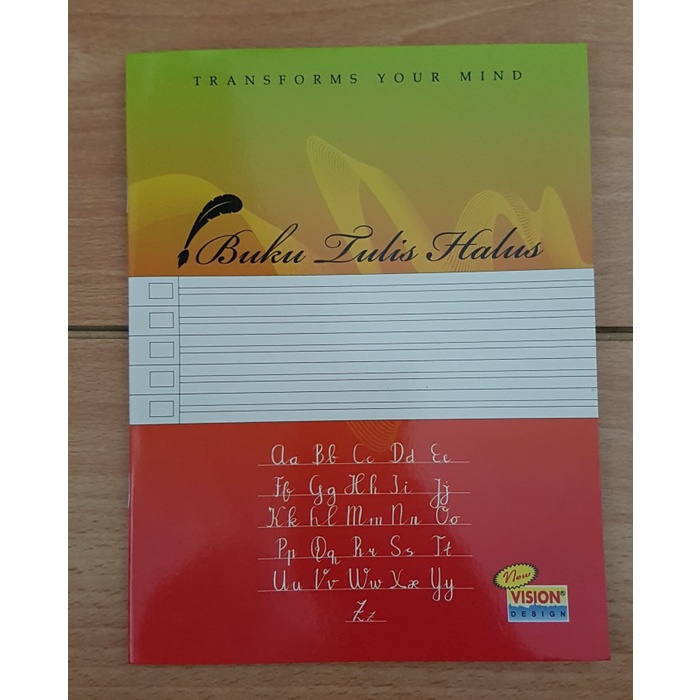 TRANSFORMS YOUR MIND
Buku Tulis Halus
Aa Bb Cc Dd Ee
Ff Gg Hh Ii Jj
Kk Ll Mm Nn Oo
Pp Qq Rr Ss Tt
Uu Vv Ww Xx Yy
Zz
New
VISION®
DESIGN